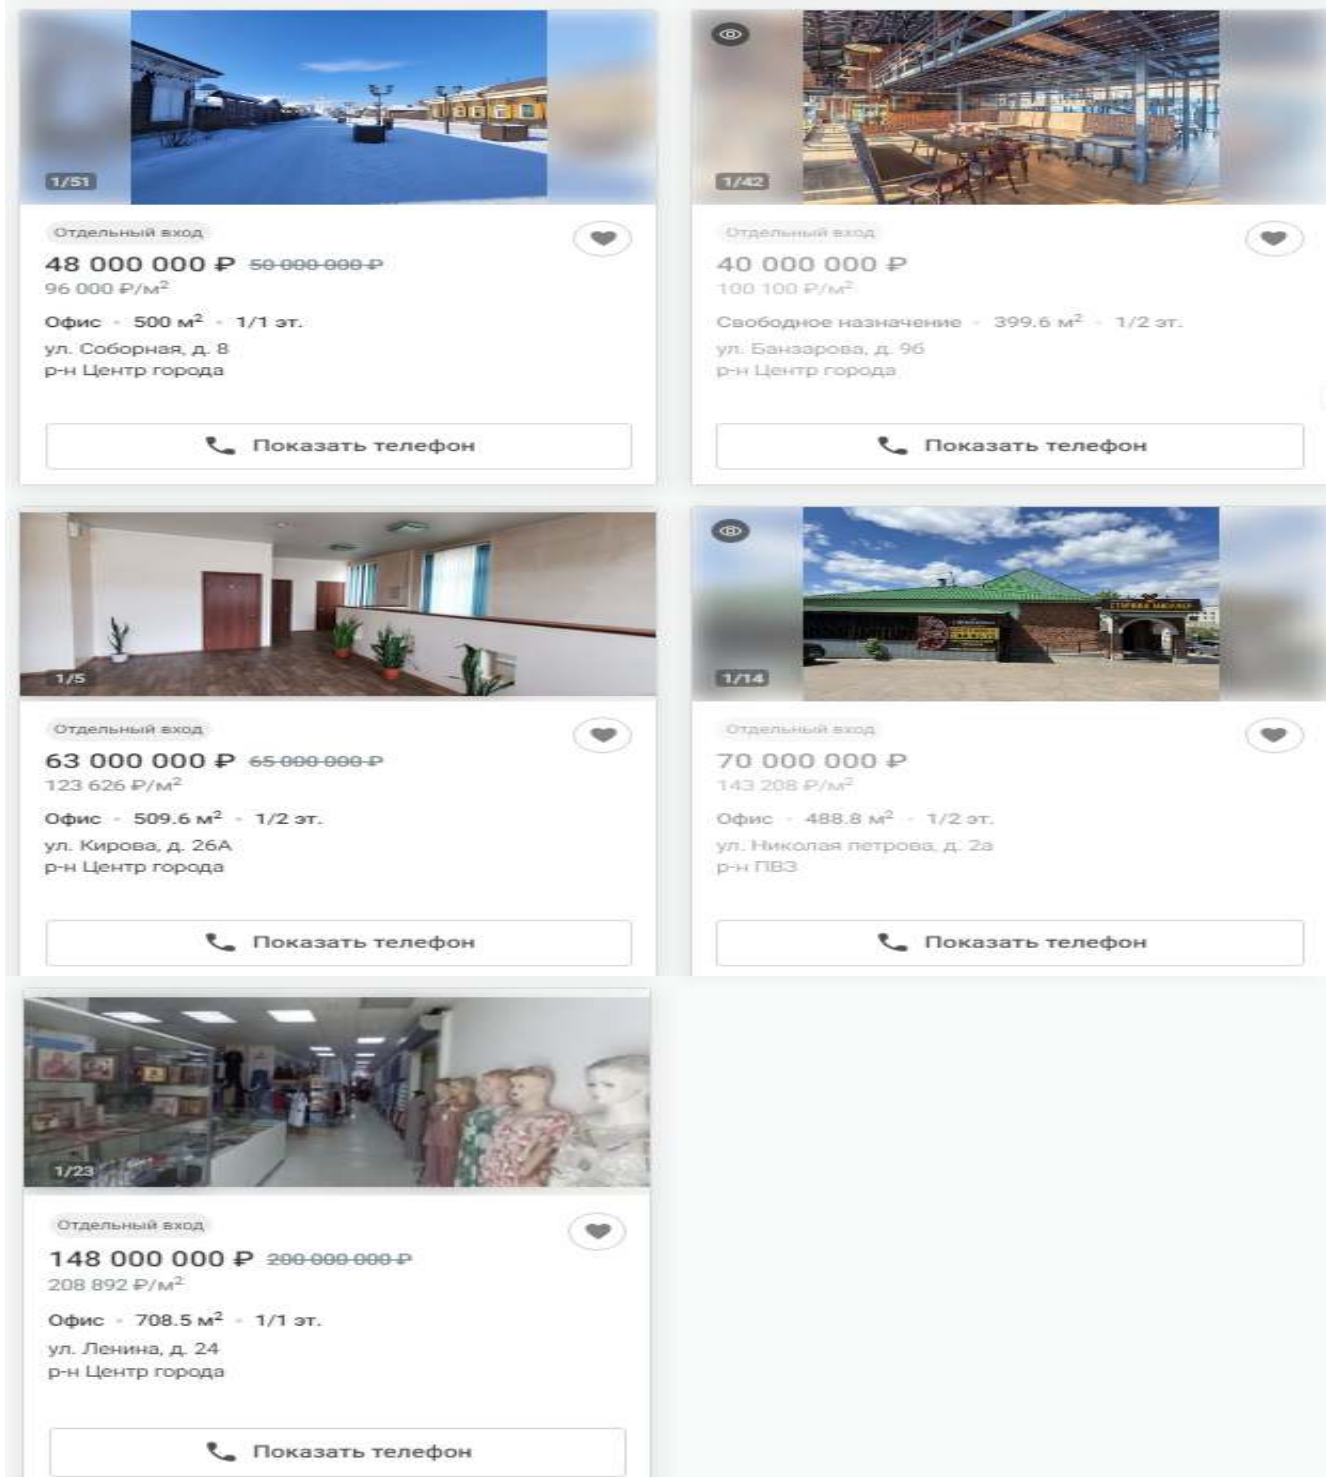 1/51
Отдельный вход
48 000 000 ₽ 50 000 000 ₽
96 000 ₽/м²
Офис • 500 м² • 1/1 эт.
ул. Соборная, д. 8
р-н Центр города
Показать телефон
1/42
Отдельный вход
40 000 000 ₽
100 100 ₽/м²
Свободное назначение • 399.6 м² • 1/2 эт.
ул. Банзарова, д. 9б
р-н Центр города
Показать телефон
1/5
Отдельный вход
63 000 000 ₽ 65 000 000 ₽
123 626 ₽/м²
Офис • 509.6 м² • 1/2 эт.
ул. Кирова, д. 26А
р-н Центр города
Показать телефон
1/14
Отдельный вход
70 000 000 ₽
143 208 ₽/м²
Офис • 488.8 м² • 1/2 эт.
ул. Николая петрова, д. 2а
р-н ПВЗ
Показать телефон
1/23
Отдельный вход
148 000 000 ₽ 200 000 000 ₽
208 892 ₽/м²
Офис • 708.5 м² • 1/1 эт.
ул. Ленина, д. 24
р-н Центр города
Показать телефон